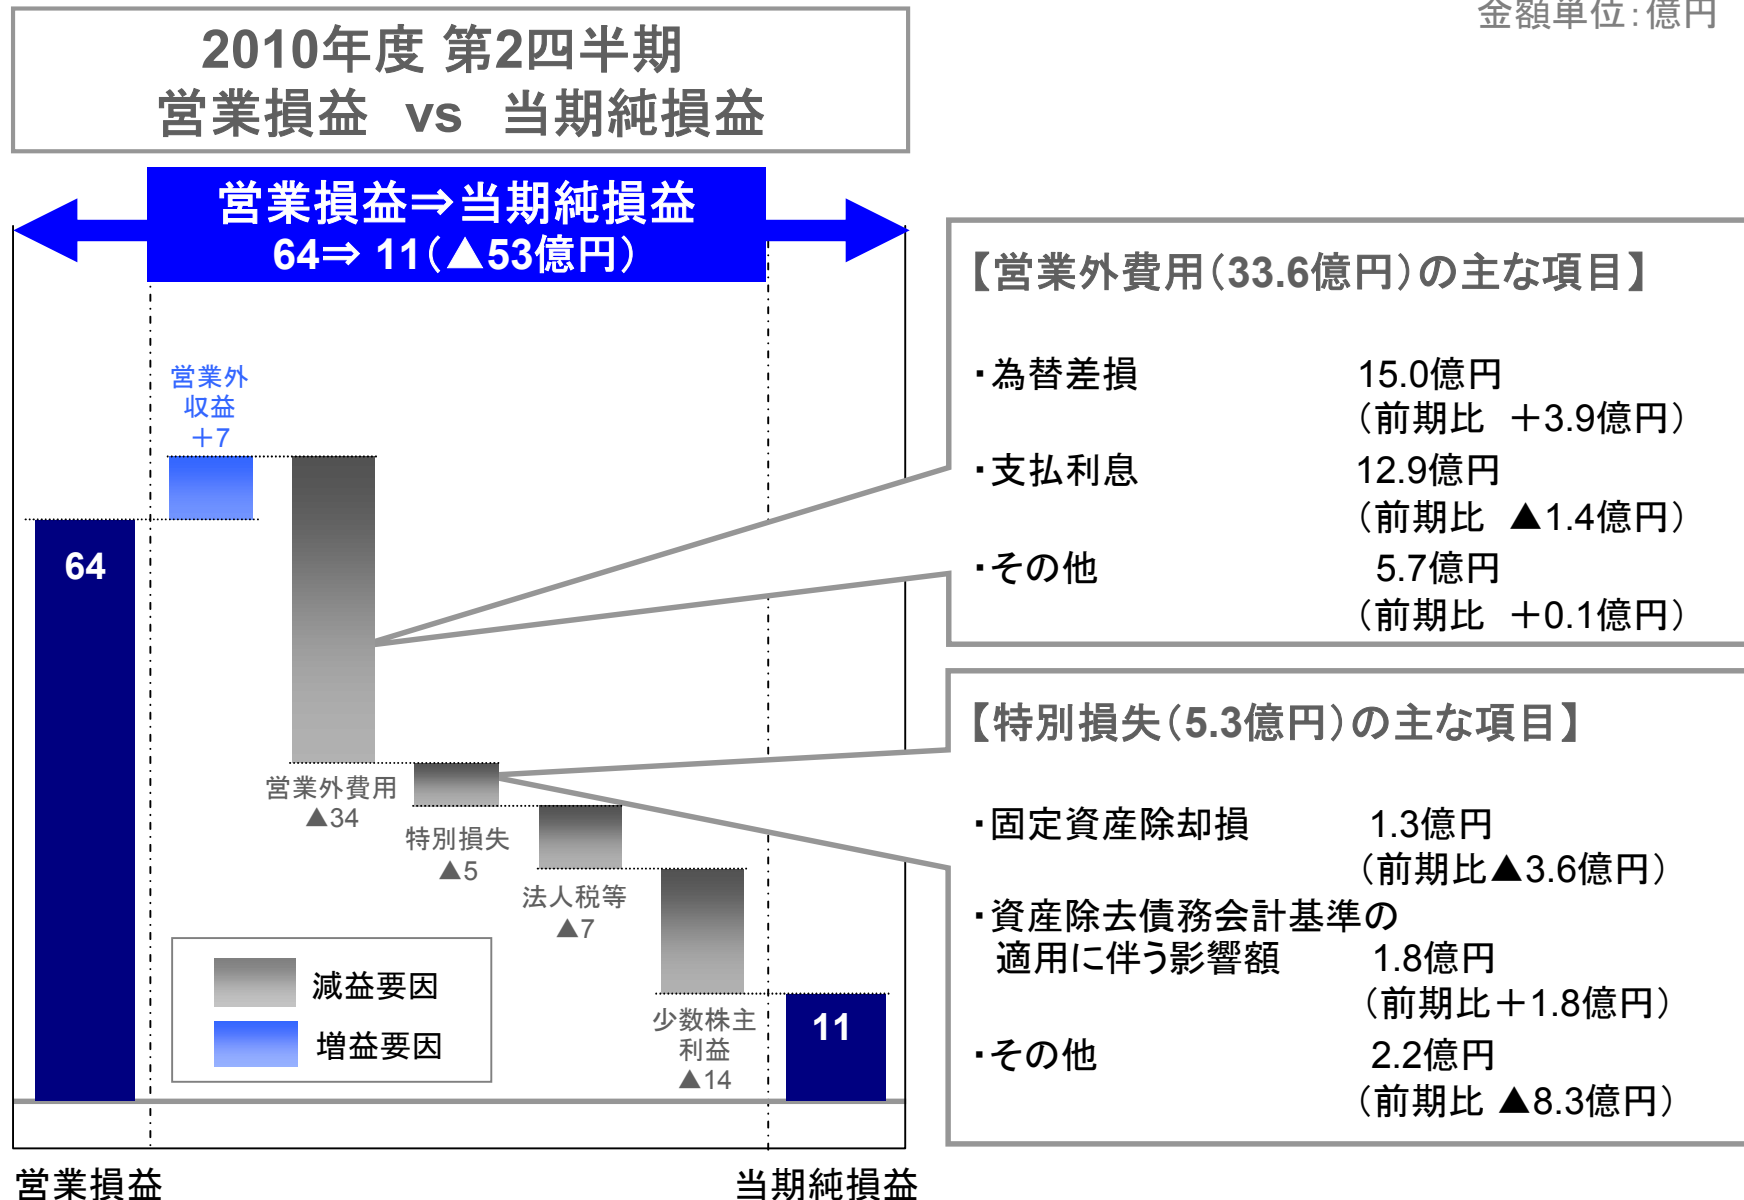 金額単位：億円
2010年度 第2四半期
営業損益　vs　当期純損益
営業損益⇒当期純損益
64⇒ 11（▲53億円）
営業外
収益
＋7
64
営業外費用
▲34
特別損失
▲5
法人税等
▲7
少数株主
利益
▲14
11
減益要因
増益要因
営業損益
当期純損益
【営業外費用（33.6億円）の主な項目】
・為替差損　15.0億円
（前期比　＋3.9億円）
・支払利息　12.9億円
（前期比　▲1.4億円）
・その他　5.7億円
（前期比　＋0.1億円）
【特別損失（5.3億円）の主な項目】
・固定資産除却損　1.3億円
（前期比▲3.6億円）
・資産除去債務会計基準の
適用に伴う影響額　1.8億円
（前期比＋1.8億円）
・その他　2.2億円
（前期比 ▲8.3億円）